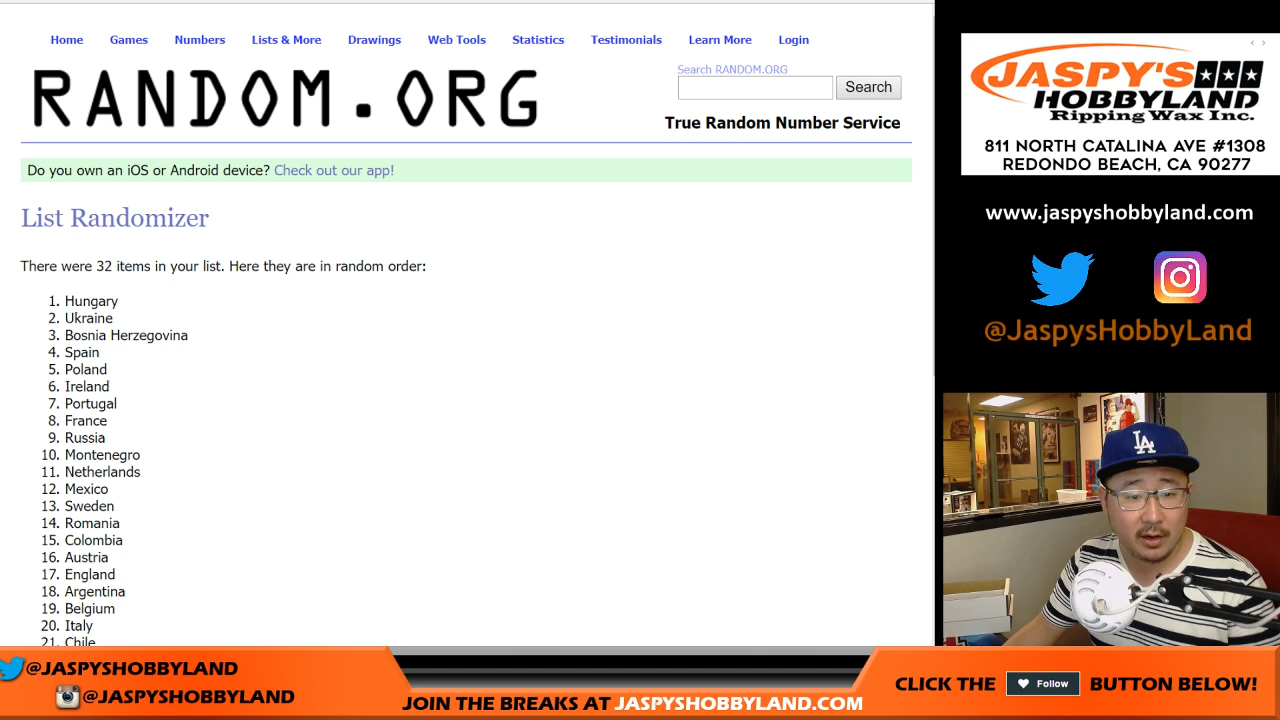 Home Games Numbers Lists & More Drawings Web Tools Statistics Testimonials Learn More Login
RANDOM.ORG
Search RANDOM.ORG
Search
True Random Number Service
Do you own an iOS or Android device? Check out our app!
List Randomizer
There were 32 items in your list. Here they are in random order:
1. Hungary
2. Ukraine
3. Bosnia Herzegovina
4. Spain
5. Poland
6. Ireland
7. Portugal
8. France
9. Russia
10. Montenegro
11. Netherlands
12. Mexico
13. Sweden
14. Romania
15. Colombia
16. Austria
17. England
18. Argentina
19. Belgium
20. Italy
21. Chile
JASPY'S
HOBBYLAND
Ripping Wax Inc.
811 NORTH CATALINA AVE #1308
REDONDO BEACH, CA 90277
www.jaspyshobbyland.com
@JaspysHobbyLand
LA
@JASPYSHOBBYLAND
@JASPYSHOBBYLAND
JOIN THE BREAKS AT JASPYSHOBBYLAND.COM
CLICK THE Follow BUTTON BELOW!